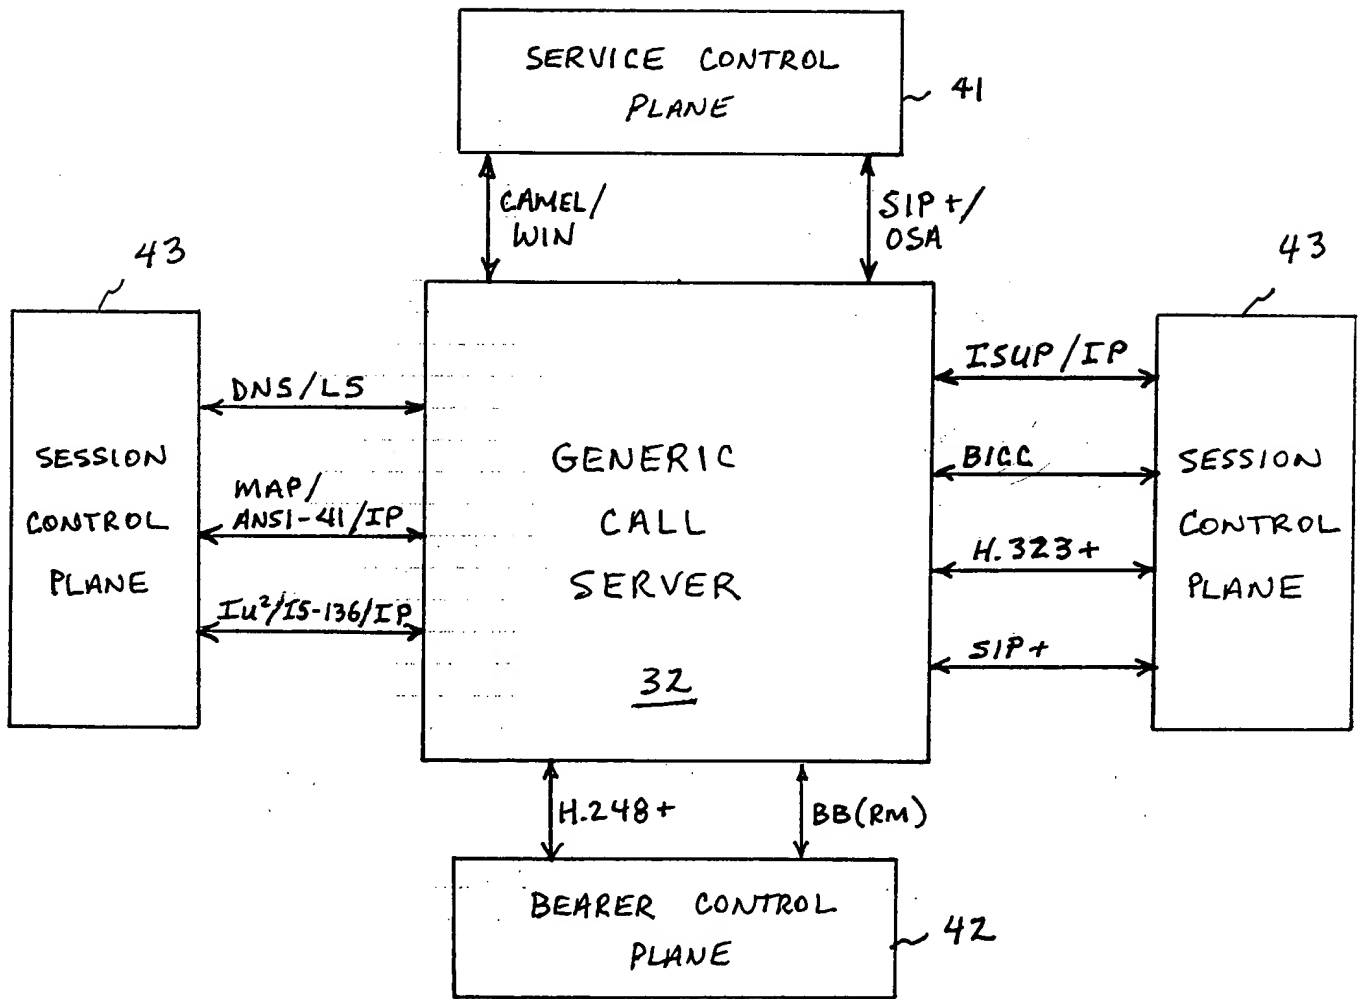 SERVICE CONTROL
PLANE
41
CAMEL/
WIN
SIP+/
OSA
43
43
SESSION
CONTROL
PLANE
DNS/LS
MAP/
ANSI-41/IP
Iu²/IS-136/IP
GENERIC
CALL
SERVER
32
ISUP/IP
BICC
H.323+
SIP+
SESSION
CONTROL
PLANE
H.248+
BB(RM)
BEARER CONTROL
PLANE
42